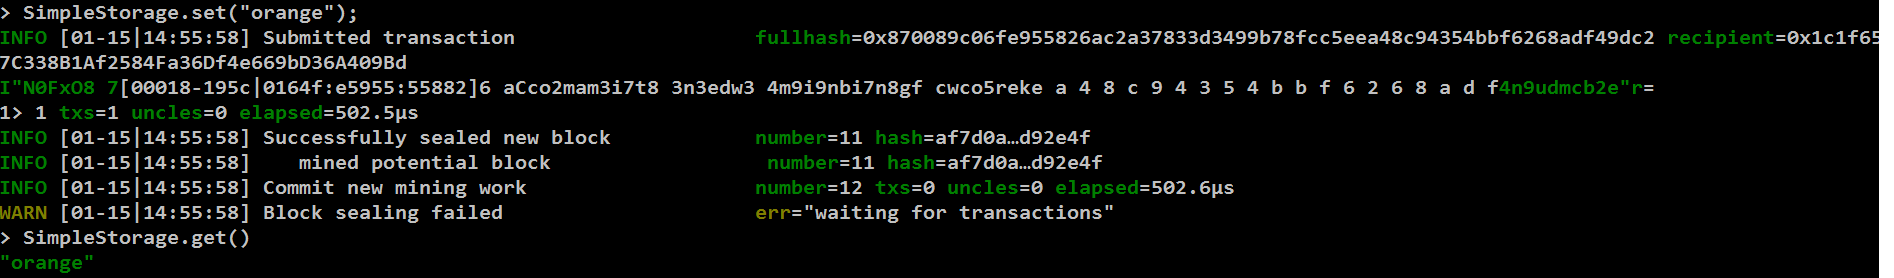 > SimpleStorage.set("orange");
INFO [01-15|14:55:58] Submitted transaction fullhash=0x870089c06fe955826ac2a37833d3499b78fcc5eea48c94354bbf6268adf49dc2 recipient=0x1c1f65
7C338B1Af2584Fa36Df4e669bD36A409Bd
I"N0FxO8 7[00018-195c|0164f:e5955:55882]6 aCco2mam3i7t8 3n3edw3 4m9i9nbi7n8gf cwco5reke a 4 8 c 9 4 3 5 4 b b f 6 2 6 8 a d f4n9udmcb2e"r=
1> 1 txs=1 uncles=0 elapsed=502.5µs
INFO [01-15|14:55:58] Successfully sealed new block number=11 hash=af7d0a…d92e4f
INFO [01-15|14:55:58] mined potential block number=11 hash=af7d0a…d92e4f
INFO [01-15|14:55:58] Commit new mining work number=12 txs=0 uncles=0 elapsed=502.6µs
WARN [01-15|14:55:58] Block sealing failed err="waiting for transactions"
> SimpleStorage.get()
"orange"